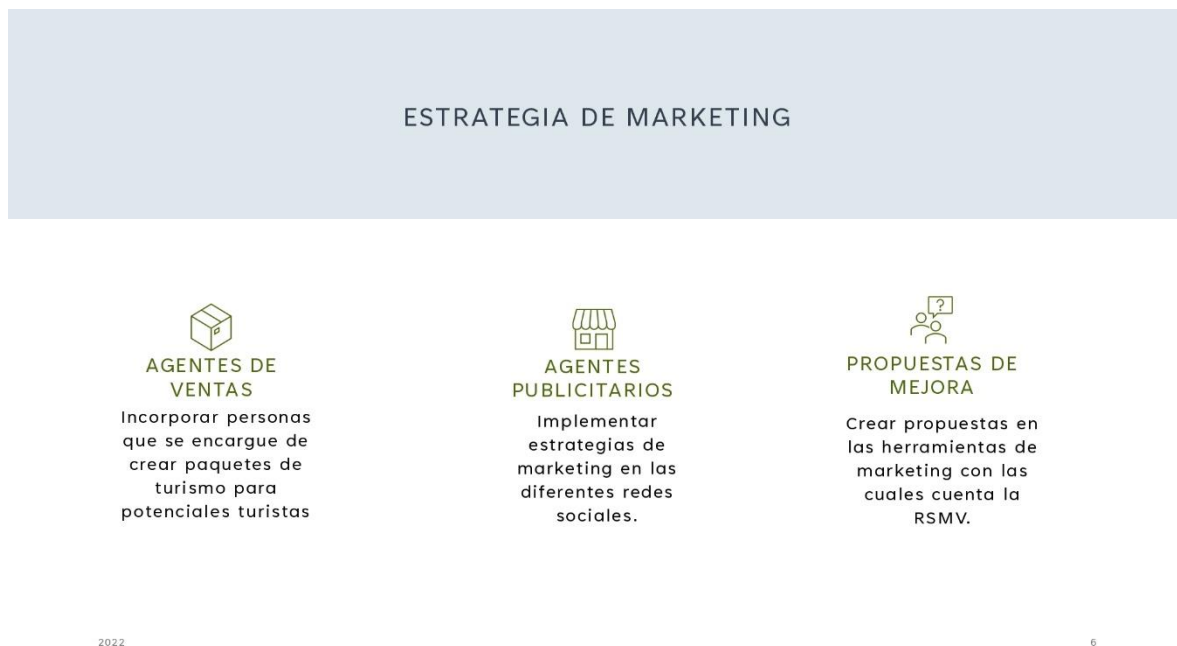 ESTRATEGIA DE MARKETING
AGENTES DE
VENTAS
Incorporar personas
que se encargue de
crear paquetes de
turismo para
potenciales turistas
AGENTES
PUBLICITARIOS
Implementar
estrategias de
marketing en las
diferentes redes
sociales.
?
PROPUESTAS DE
MEJORA
Crear propuestas en
las herramientas de
marketing con las
cuales cuenta la
RSMV.
2022
6